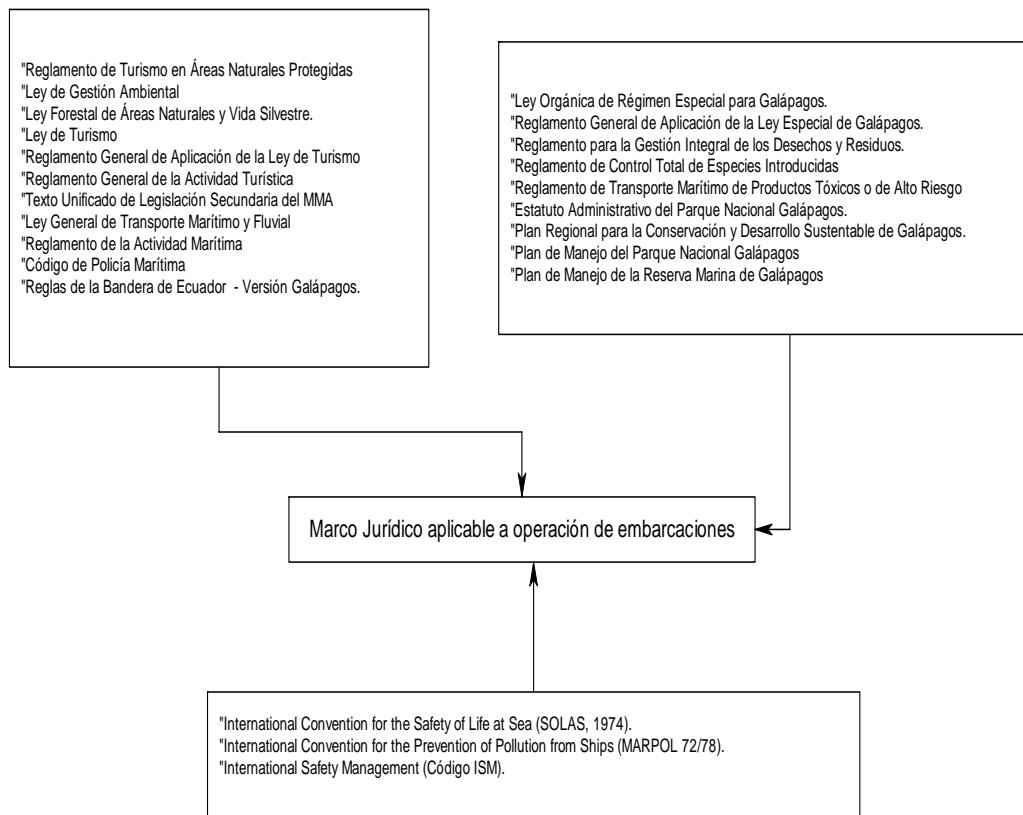 "Reglamento de Turismo en Áreas Naturales Protegidas
"Ley de Gestión Ambiental
"Ley Forestal de Áreas Naturales y Vida Silvestre.
"Ley de Turismo
"Reglamento General de Aplicación de la Ley de Turismo
"Reglamento General de la Actividad Turística
"Texto Unificado de Legislación Secundaria del MMA
"Ley General de Transporte Marítimo y Fluvial
"Reglamento de la Actividad Marítima
"Código de Policía Marítima
"Reglas de la Bandera de Ecuador - Versión Galápagos.
"Ley Orgánica de Régimen Especial para Galápagos.
"Reglamento General de Aplicación de la Ley Especial de Galápagos.
"Reglamento para la Gestión Integral de los Desechos y Residuos.
"Reglamento de Control Total de Especies Introducidas
"Reglamento de Transporte Marítimo de Productos Tóxicos o de Alto Riesgo
"Estatuto Administrativo del Parque Nacional Galápagos.
"Plan Regional para la Conservación y Desarrollo Sustentable de Galápagos.
"Plan de Manejo del Parque Nacional Galápagos
"Plan de Manejo de la Reserva Marina de Galápagos
Marco Jurídico aplicable a operación de embarcaciones
"International Convention for the Safety of Life at Sea (SOLAS, 1974).
"International Convention for the Prevention of Pollution from Ships (MARPOL 72/78).
"International Safety Management (Código ISM).